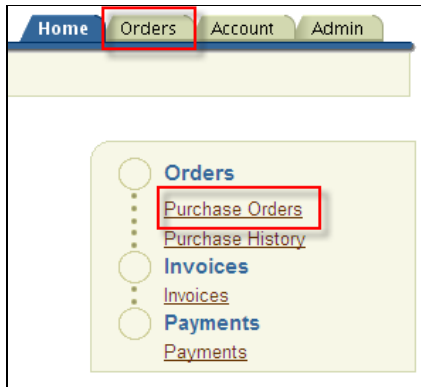 Home Orders Account Admin
Orders
Purchase Orders
Purchase History
Invoices
Invoices
Payments
Payments